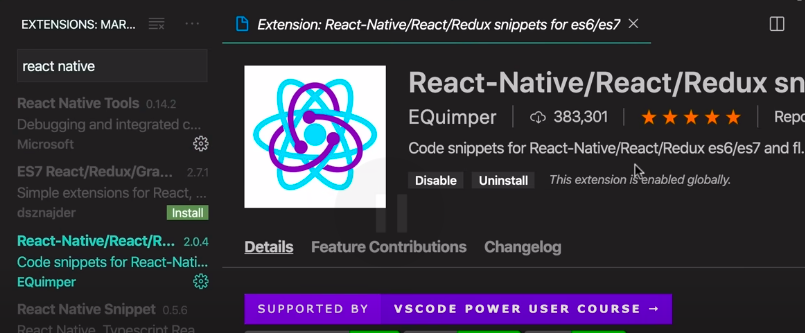 EXTENSIONS: MAR...
react native
React Native Tools 0.14.2
Debugging and integrated c...
Microsoft
ES7 React/Redux/Gra... 2.7.1
Simple extensions for React, ...
dsznajder Install
React-Native/React/R... 2.0.4
Code snippets for React-Nati...
EQuimper
React Native Snippet 0.5.6
React Native, Typescript Rea
Extension: React-Native/React/Redux snippets for es6/es7
React-Native/React/Redux sn
EQuimper 383,301 Repo
Code snippets for React-Native/React/Redux es6/es7 and fl...
Disable Uninstall This extension is enabled globally.
Details Feature Contributions Changelog
SUPPORTED BY VSCODE POWER USER COURSE →